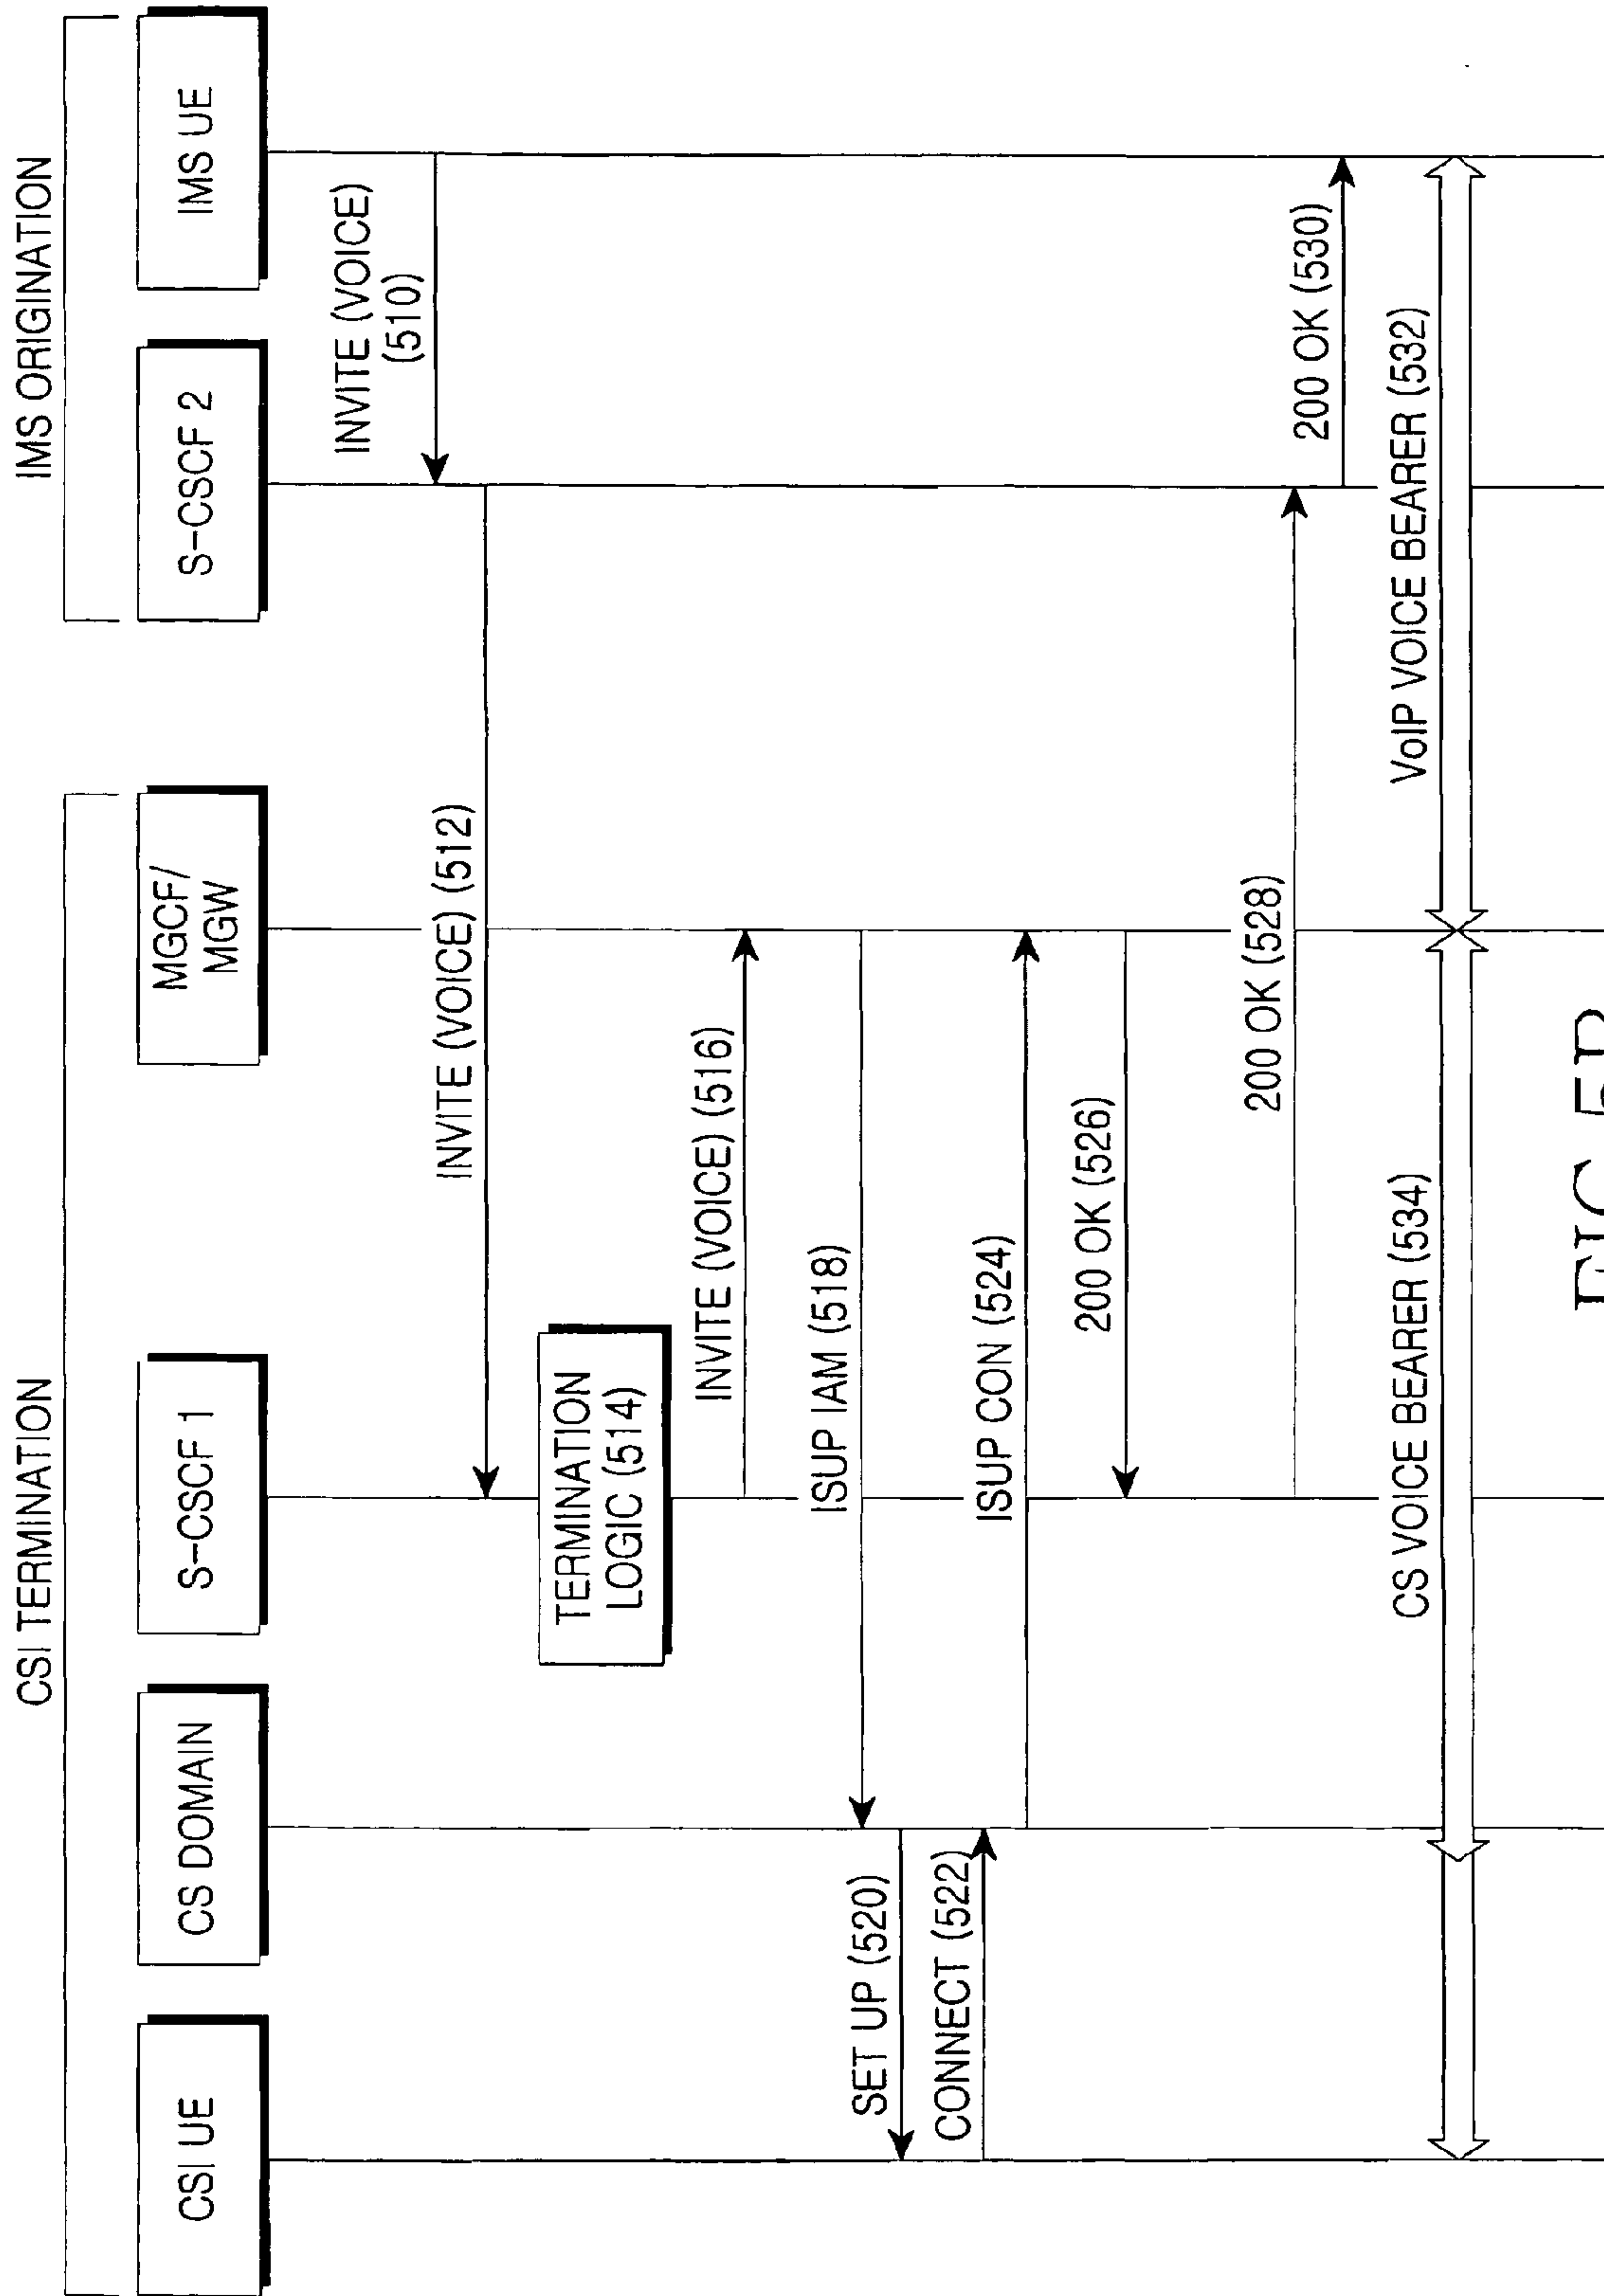 CSI TERMINATION
IMS ORIGINATION
CSI UE
CS DOMAIN
S-CSCF 1
MGCF/
MGW
S-CSCF 2
IMS UE
INVITE (VOICE)
(510)
INVITE (VOICE) (512)
TERMINATION
LOGIC (514)
INVITE (VOICE) (516)
ISUP IAM (518)
SET UP (520)
CONNECT (522)
ISUP CON (524)
200 OK (526)
200 OK (528)
200 OK (530)
VoIP VOICE BEARER (532)
CS VOICE BEARER (534)